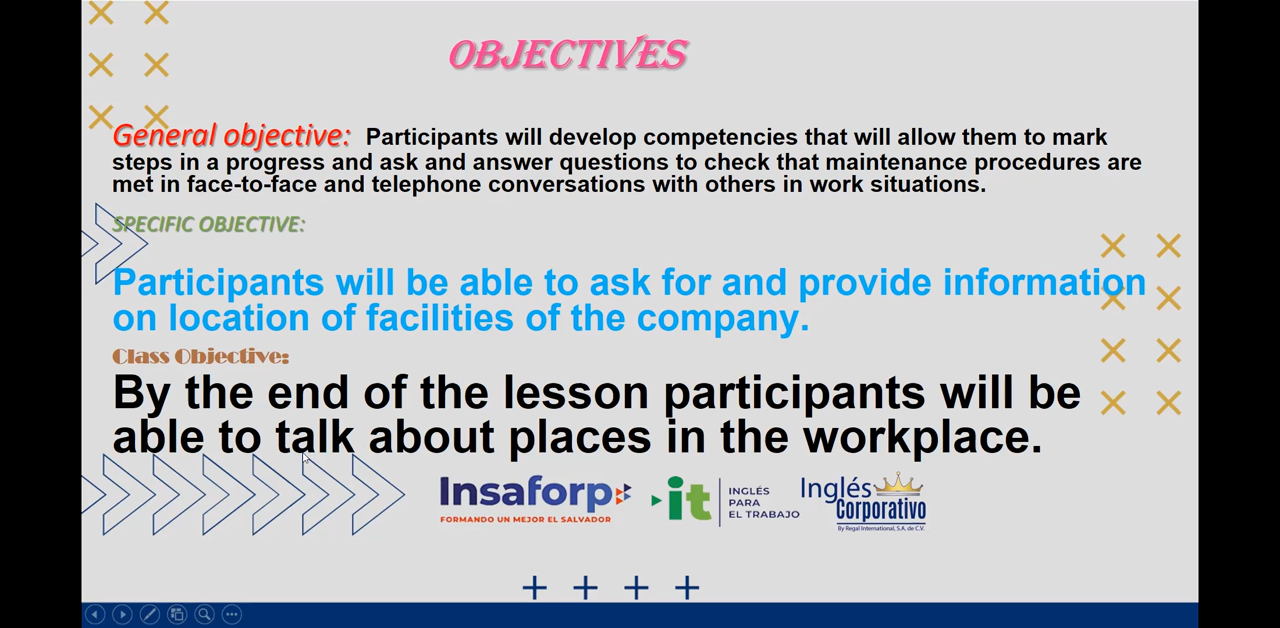 OBJECTIVES
General objective: Participants will develop competencies that will allow them to mark
steps in a progress and ask and answer questions to check that maintenance procedures are
met in face-to-face and telephone conversations with others in work situations.
SPECIFIC OBJECTIVE:
Participants will be able to ask for and provide information
on location of facilities of the company.
Class Objective:
By the end of the lesson participants will be
able to talk about places in the workplace.
Insaforp
FORMANDO UN MEJOR EL SALVADOR
it
INGLÉS
PARA
EL TRABAJO
Inglés
Corporativo
By Regal International, S.A. de C.V.